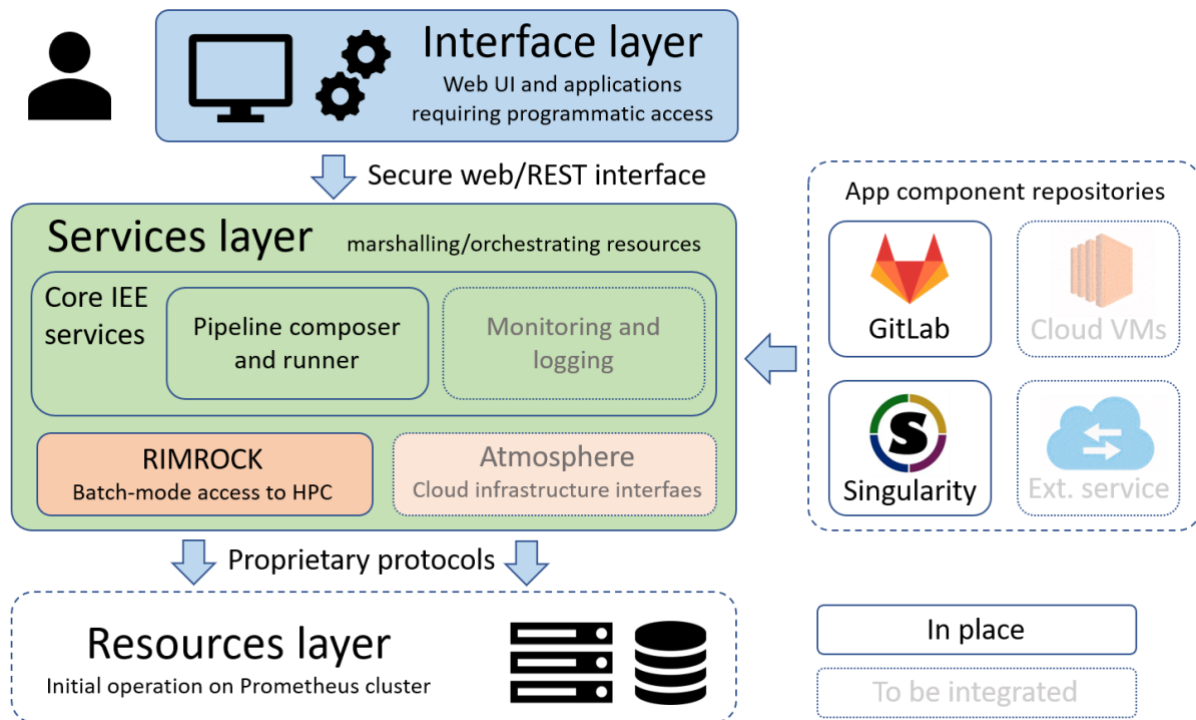 Interface layer
Web UI and applications
requiring programmatic access
Secure web/REST interface
Services layer
marshalling/orchestrating resources
Core IEE
services
Pipeline composer
and runner
Monitoring and
logging
RIMROCK
Batch-mode access to HPC
Atmosphere
Cloud infrastructure interfaes
App component repositories
GitLab
Cloud VMs
S
Singularity
Ext. service
Proprietary protocols
Resources layer
Initial operation on Prometheus cluster
In place
To be integrated